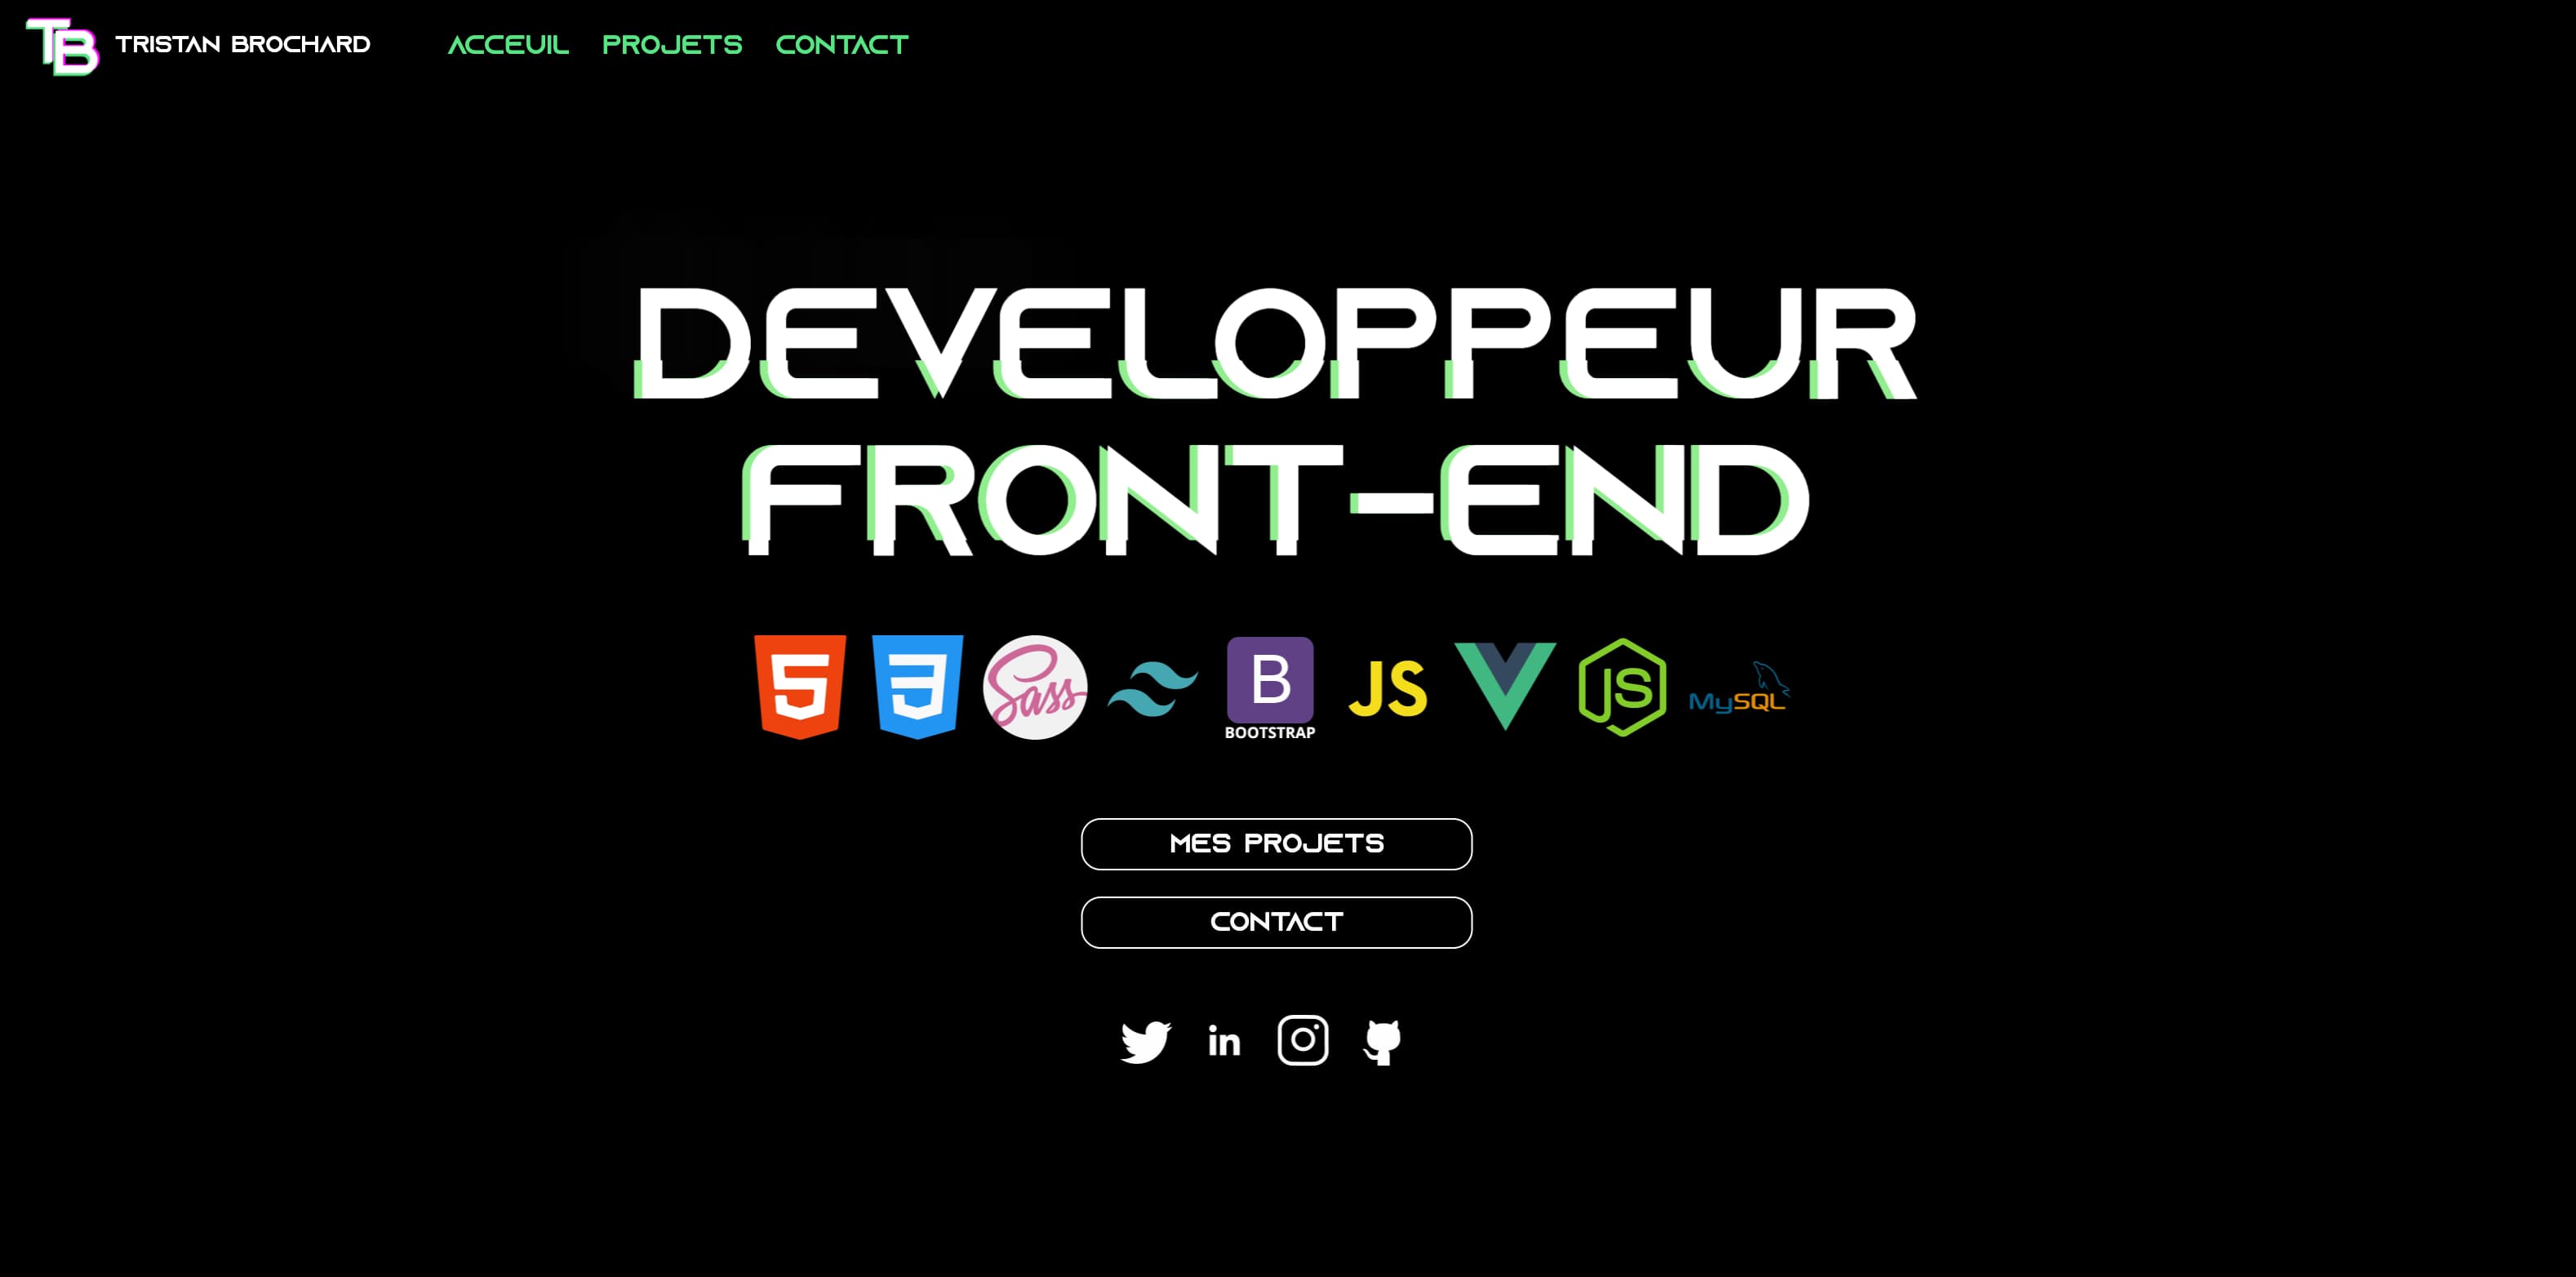 TB TRISTAN BROCHARD ACCEUIL PROJETS CONTACT
DEVELOPPEUR
FRONT-END
5 3 Sass B JS JS MySQL
BOOTSTRAP
MES PROJETS
CONTACT
in